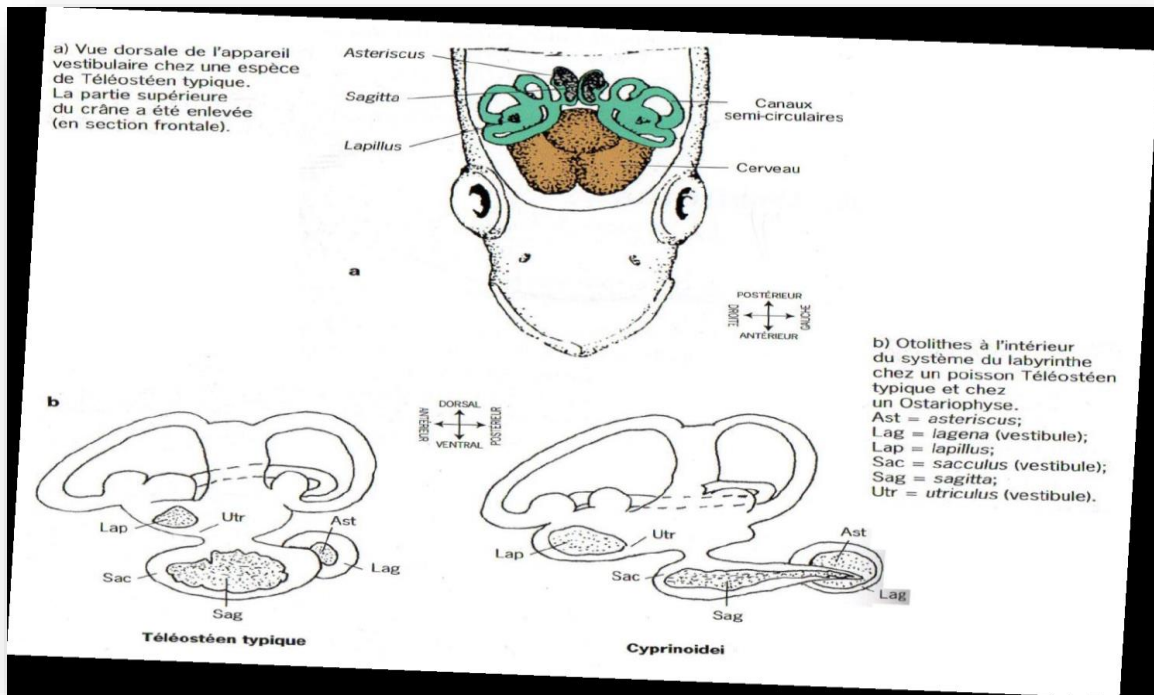 a) Vue dorsale de l'appareil
vestibulaire chez une espèce
de Téléostéen typique.
La partie supérieure
du crâne a été enlevée
(en section frontale).
Asteriscus
Sagitta
Lapillus
Canaux
semi-circulaires
Cerveau
a
POSTÉRIEUR
DROITE
GAUCHE
ANTÉRIEUR
b) Otolithes à l'intérieur
du système du labyrinthe
chez un poisson Téléostéen
typique et chez
un Ostariophyse.
Ast = asteriscus;
Lag = lagena (vestibule);
Lap = lapillus;
Sac = sacculus (vestibule);
Sag = sagitta;
Utr = utriculus (vestibule).
b
DORSAL
ANTÉRIEUR
POSTÉRIEUR
VENTRAL
Lap
Utr
Ast
Sac
Lag
Sag
Téléostéen typique
Lap
Utr
Ast
Sac
Lag
Sag
Cyprinoidei